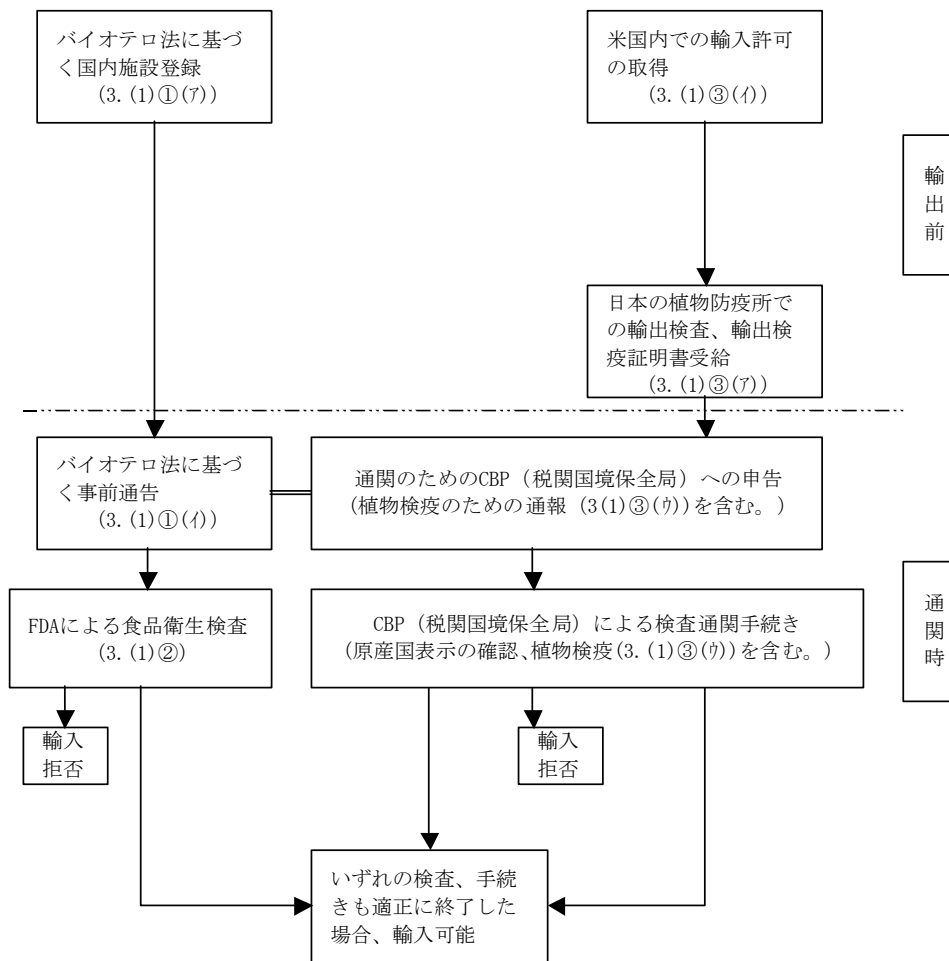 バイオテロ法に基づ
く国内施設登録
(3. (1)①(ｱ))
米国内での輸入許可
の取得
(3. (1)③(ｲ))
輸
出
前
日本の植物防疫所で
の輸出検査、輸出検
疫証明書受給
(3. (1)③(ｱ))
バイオテロ法に基づ
く事前通告
(3. (1)①(ｲ))
通関のためのCBP（税関国境保全局）への申告
(植物検疫のための通報 (3(1)③(ｳ))を含む。)
FDAによる食品衛生検査
(3. (1)②)
CBP（税関国境保全局）による検査通関手続き
(原産国表示の確認、植物検疫(3. (1)③(ｳ))を含む。)
通
関
時
輸入
拒否
輸入
拒否
いずれの検査、手続
きも適正に終了した
場合、輸入可能